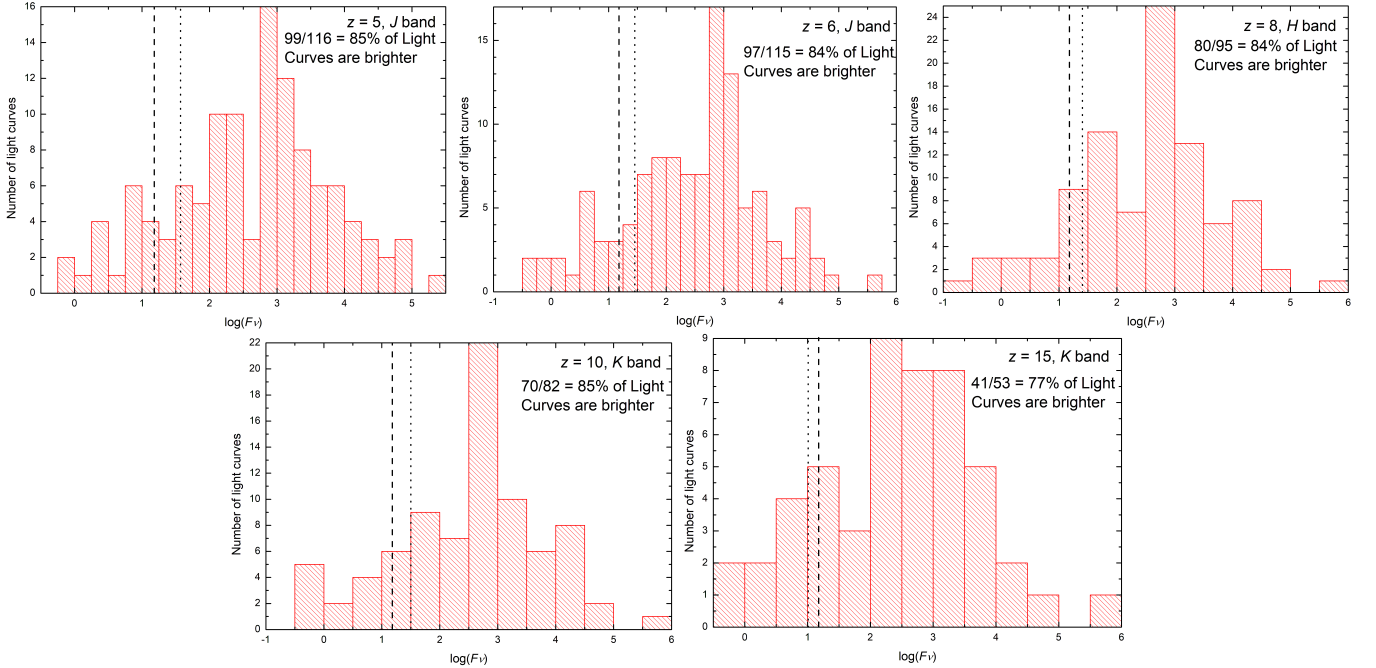 z = 5, J band
99/116 = 85% of Light
Curves are brighter
Number of light curves
16
14
12
10
8
6
4
2
0
0 1 2 3 4 5
log(Fν)
z = 6, J band
97/115 = 84% of Light
Curves are brighter
Number of light curves
15
10
5
0
-1 0 1 2 3 4 5 6
log(Fν)
z = 8, H band
80/95 = 84% of Light
Curves are brighter
Number of light curves
24
22
20
18
16
14
12
10
8
6
4
2
0
-1 0 1 2 3 4 5 6
log(Fν)
z = 10, K band
70/82 = 85% of Light
Curves are brighter
Number of light curves
22
20
18
16
14
12
10
8
6
4
2
0
-1 0 1 2 3 4 5 6
log(Fν)
z = 15, K band
41/53 = 77% of Light
Curves are brighter
Number of light curves
9
8
7
6
5
4
3
2
1
0
0 1 2 3 4 5 6
log(Fν)